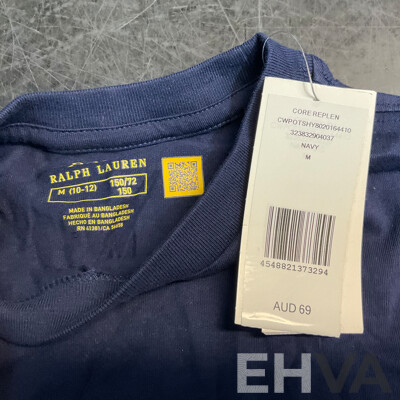 RALPH LAUREN
M (10-12) 150/72
150
MADE IN BANGLADESH
FABRIQUÉ AU BANGLADESH
HECHO EN BANGLADESH
RN 41381/CA
CORE REPLEN
CWPOTSHY8020164410
323832904037
NAVY
M
4548821373294
AUD 69
EHVA